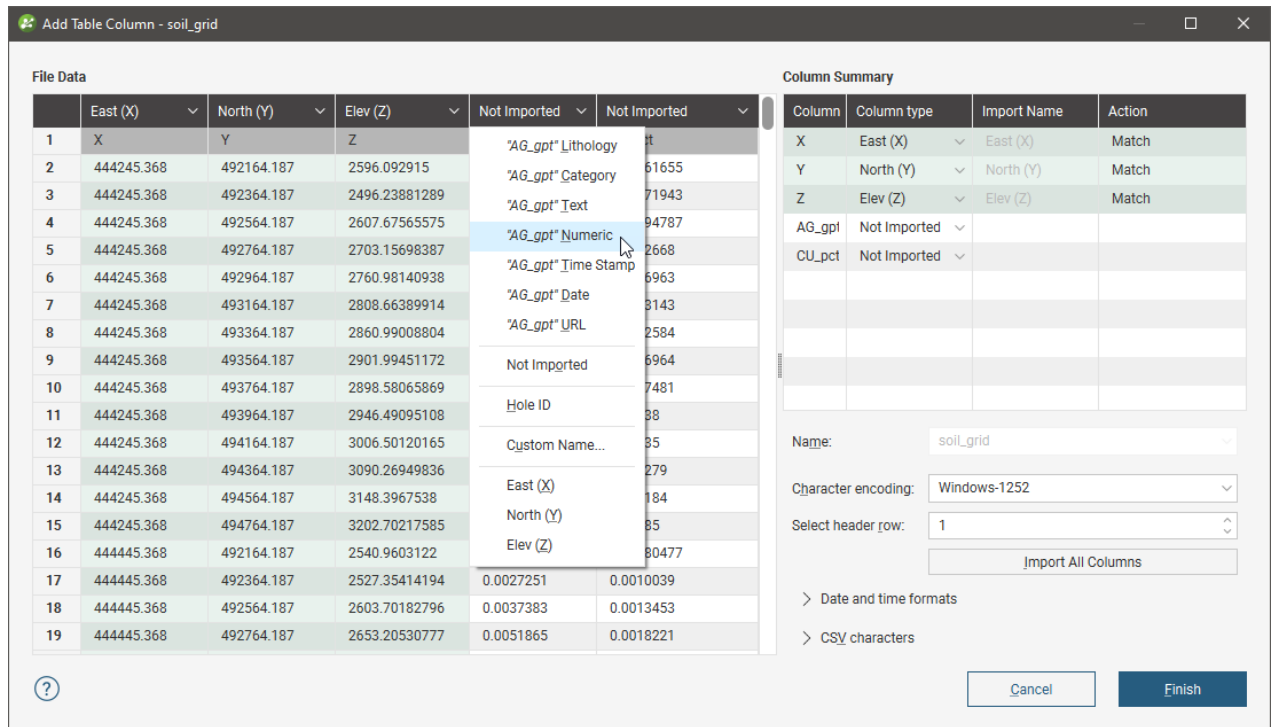 Add Table Column - soil_grid
File Data
East (X) North (Y) Elev (Z) Not Imported Not Imported
1 X Y Z
2 444245.368 492164.187 2596.092915
3 444245.368 492364.187 2496.23881289
4 444245.368 492564.187 2607.67565575
5 444245.368 492764.187 2703.15698387
6 444245.368 492964.187 2760.98140938
7 444245.368 493164.187 2808.66389914
8 444245.368 493364.187 2860.99008804
9 444245.368 493564.187 2901.99451172
10 444245.368 493764.187 2898.58065869
11 444245.368 493964.187 2946.49095108
12 444245.368 494164.187 3006.50120165
13 444245.368 494364.187 3090.26949836
14 444245.368 494564.187 3148.3967538
15 444245.368 494764.187 3202.70217585
16 444445.368 492164.187 2540.9603122
17 444445.368 492364.187 2527.35414194 0.0027251 0.0010039
18 444445.368 492564.187 2603.70182796 0.0037383 0.0013453
19 444445.368 492764.187 2653.20530777 0.0051865 0.0018221
"AG_gpt" Lithology
"AG_gpt" Category
"AG_gpt" Text
"AG_gpt" Numeric
"AG_gpt" Time Stamp
"AG_gpt" Date
"AG_gpt" URL
Not Imported
Hole ID
Custom Name...
East (X)
North (Y)
Elev (Z)
ct
61655
71943
94787
2668
6963
3143
2584
6964
7481
38
35
279
184
85
80477
Column Summary
Column Column type Import Name Action
X East (X) East (X) Match
Y North (Y) North (Y) Match
Z Elev (Z) Elev (Z) Match
AG_gpt Not Imported
CU_pct Not Imported
Name: soil_grid
Character encoding: Windows-1252
Select header row: 1
Import All Columns
Date and time formats
CSV characters
? Cancel Finish